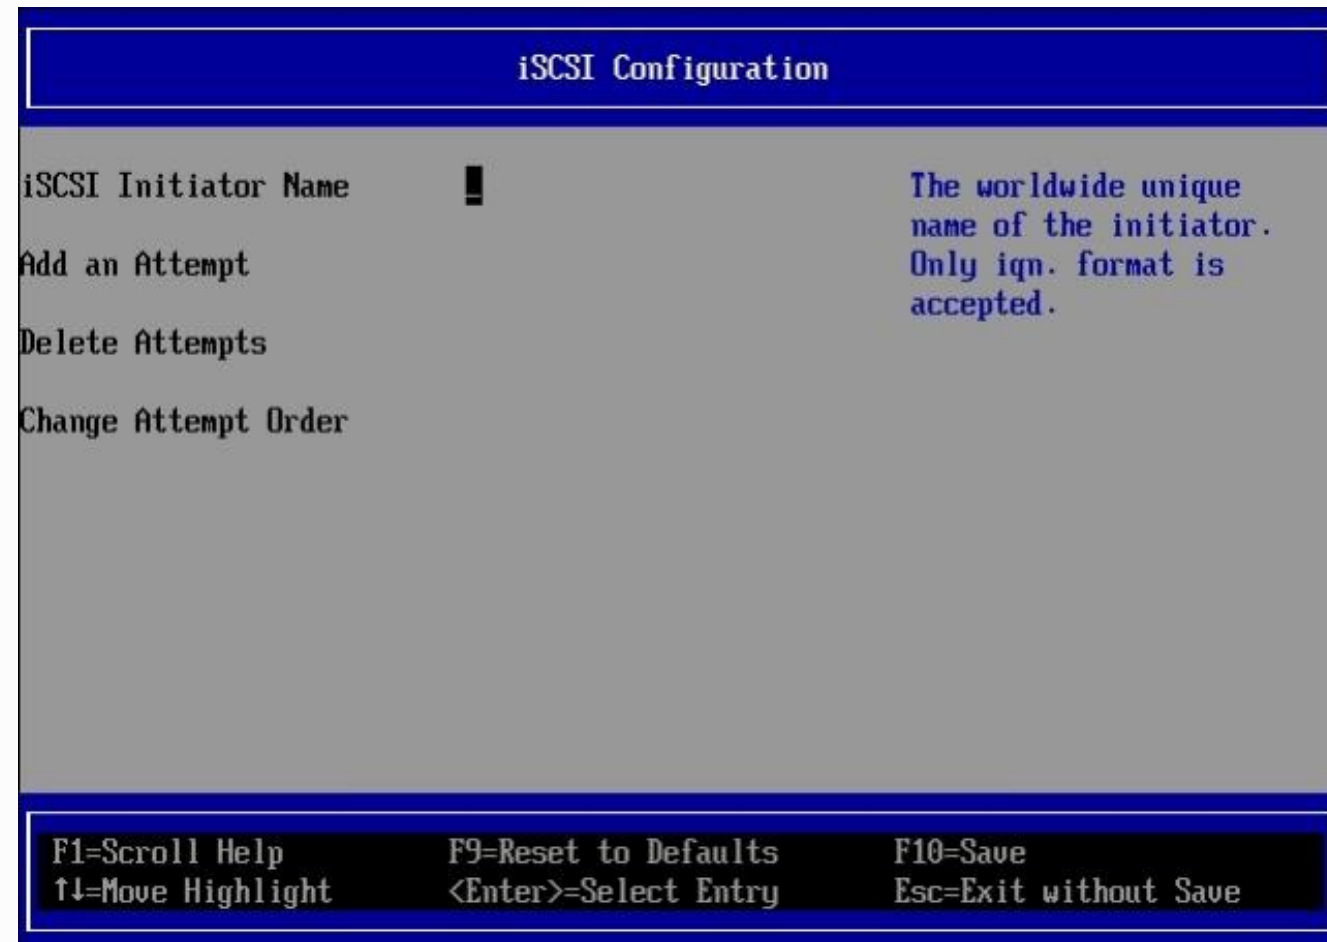 iSCSI Configuration
iSCSI Initiator Name
The worldwide unique
name of the initiator.
Add an Attempt
Only iqn. format is
accepted.
Delete Attempts
Change Attempt Order
F1=Scroll Help F9=Reset to Defaults F10=Save
↑↓=Move Highlight <Enter>=Select Entry Esc=Exit without Save